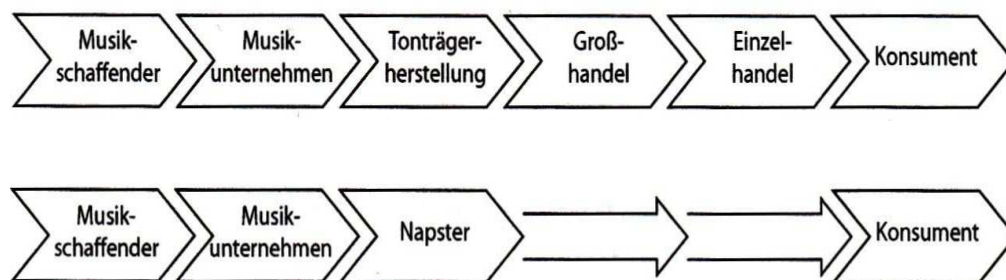 Musik-
schaffender
Musik-
unternehmen
Tonträger-
herstellung
Groß-
handel
Einzel-
handel
Konsument
Musik-
schaffender
Musik-
unternehmen
Napster
Konsument